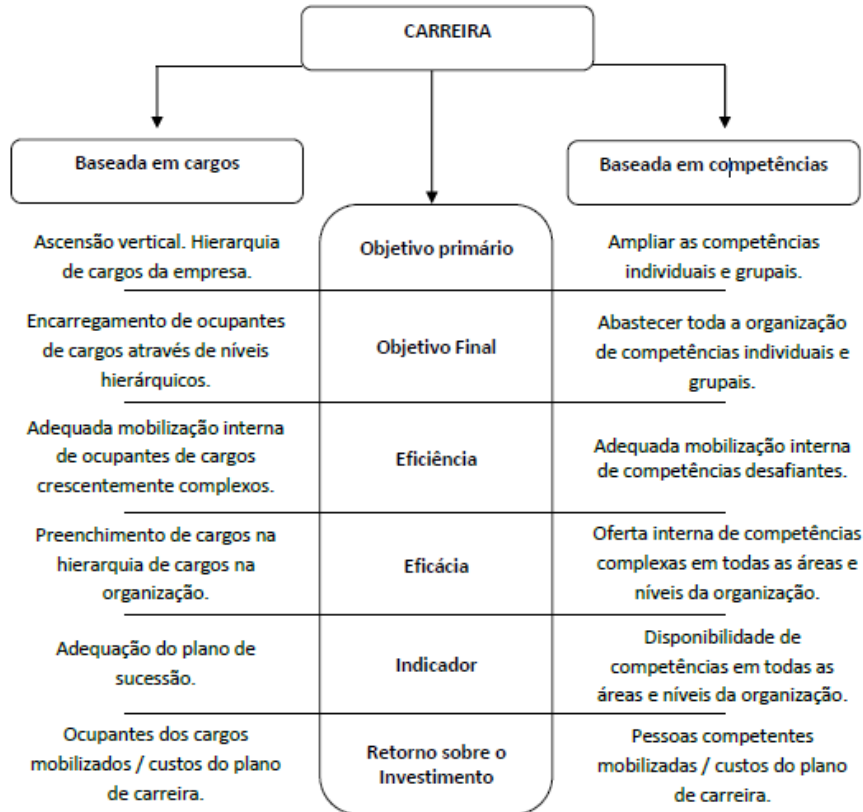 CARREIRA
Baseada em cargos
Baseada em competências
Ascensão vertical. Hierarquia
de cargos da empresa.
Objetivo primário
Ampliar as competências
individuais e grupais.
Encarregamento de ocupantes
de cargos através de níveis
hierárquicos.
Objetivo Final
Abastecer toda a organização
de competências individuais e
grupais.
Adequada mobilização interna
de ocupantes de cargos
crescentemente complexos.
Eficiência
Adequada mobilização interna
de competências desafiantes.
Preenchimento de cargos na
hierarquia de cargos na
organização.
Eficácia
Oferta interna de competências
complexas em todas as áreas e
níveis da organização.
Adequação do plano de
sucessão.
Indicador
Disponibilidade de
competências em todas as
áreas e níveis da organização.
Ocupantes dos cargos
mobilizados / custos do plano
de carreira.
Retorno sobre o
Investimento
Pessoas competentes
mobilizadas / custos do plano
de carreira.